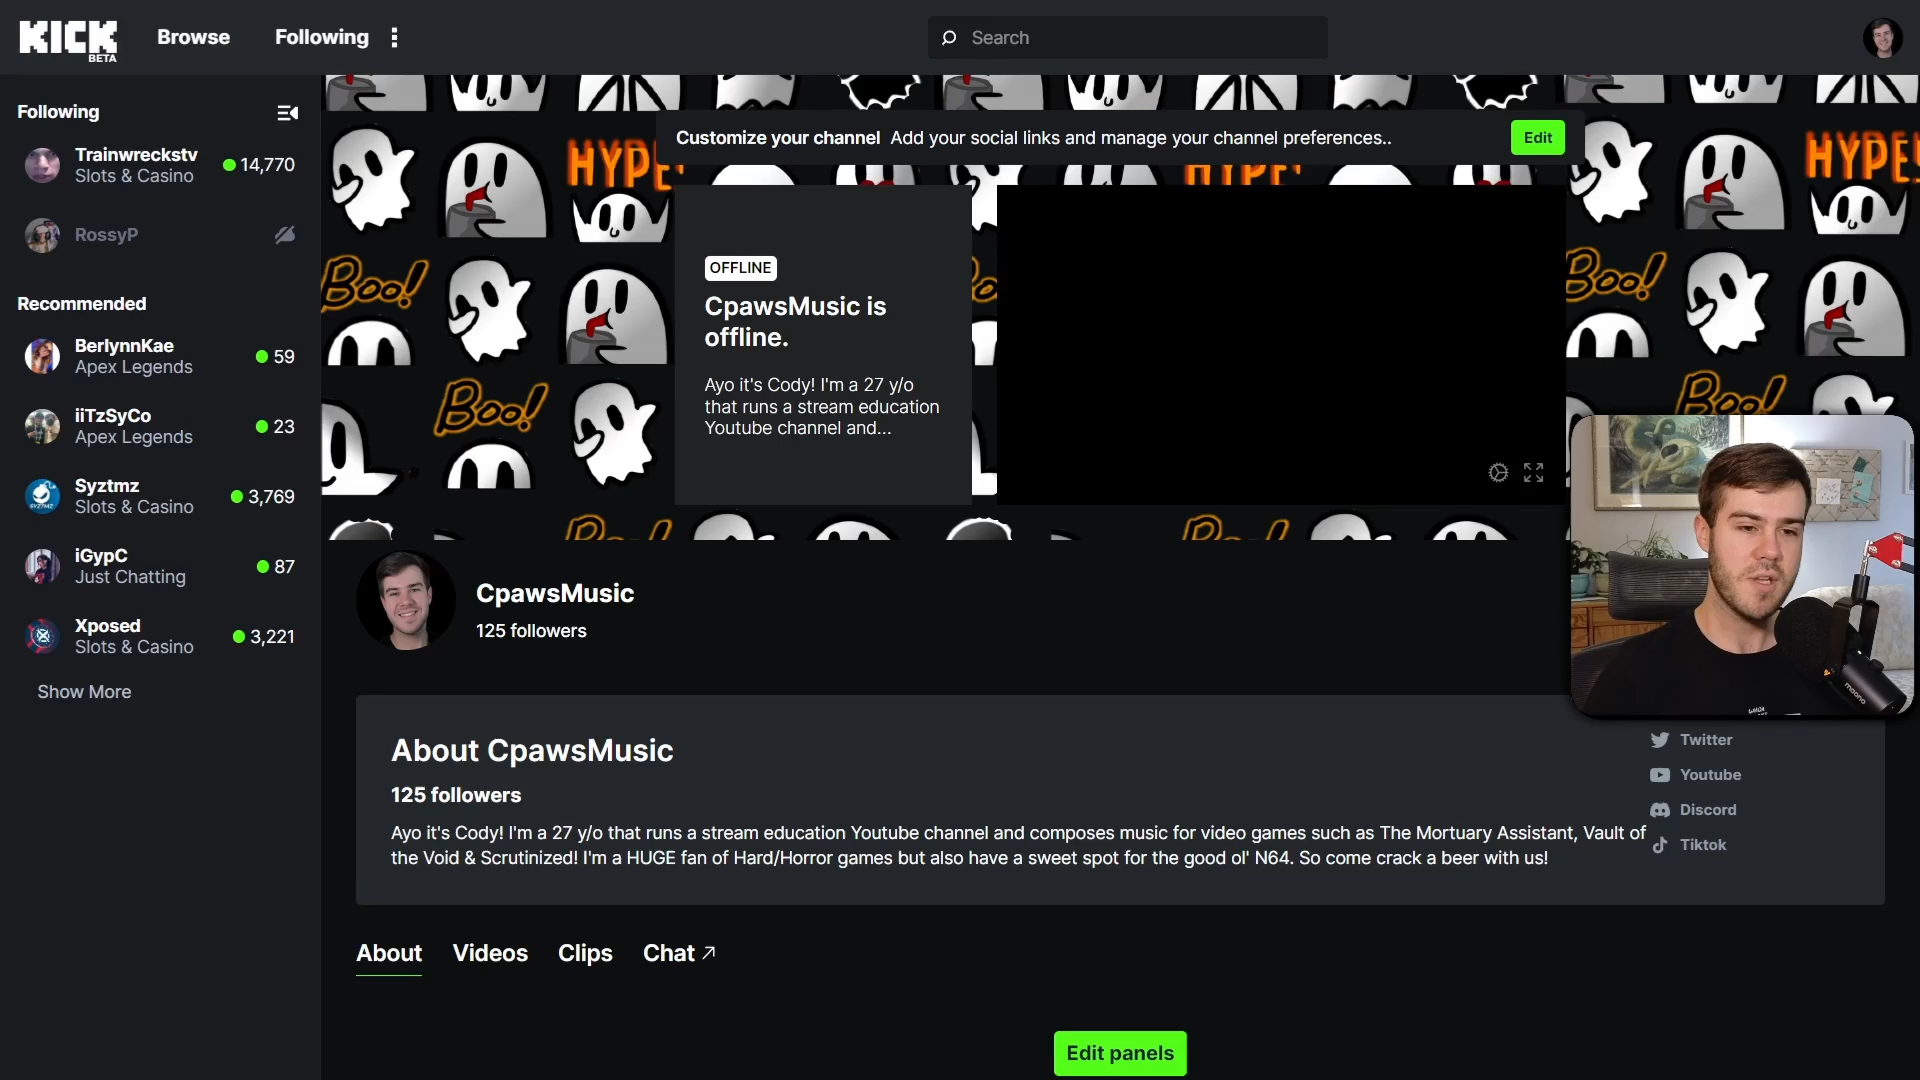 KICK
BETA
Browse
Following
Search
Following
Trainwreckstv
Slots & Casino
14,770
RossyP
Recommended
BerlynnKae
Apex Legends
59
iiTzSyCo
Apex Legends
23
Syztmz
Slots & Casino
3,769
iGypC
Just Chatting
87
Xposed
Slots & Casino
3,221
Show More
Customize your channel Add your social links and manage your channel preferences..
Edit
HYPE!
HYPE!
HYPE!
Boo!
Boo!
Boo!
Boo!
OFFLINE
CpawsMusic is
offline.
Ayo it's Cody! I'm a 27 y/o
that runs a stream education
Youtube channel and...
CpawsMusic
125 followers
About CpawsMusic
125 followers
Ayo it's Cody! I'm a 27 y/o that runs a stream education Youtube channel and composes music for video games such as The Mortuary Assistant, Vault of
the Void & Scrutinized! I'm a HUGE fan of Hard/Horror games but also have a sweet spot for the good ol' N64. So come crack a beer with us!
Twitter
Youtube
Discord
Tiktok
maono
About
Videos
Clips
Chat
Edit panels